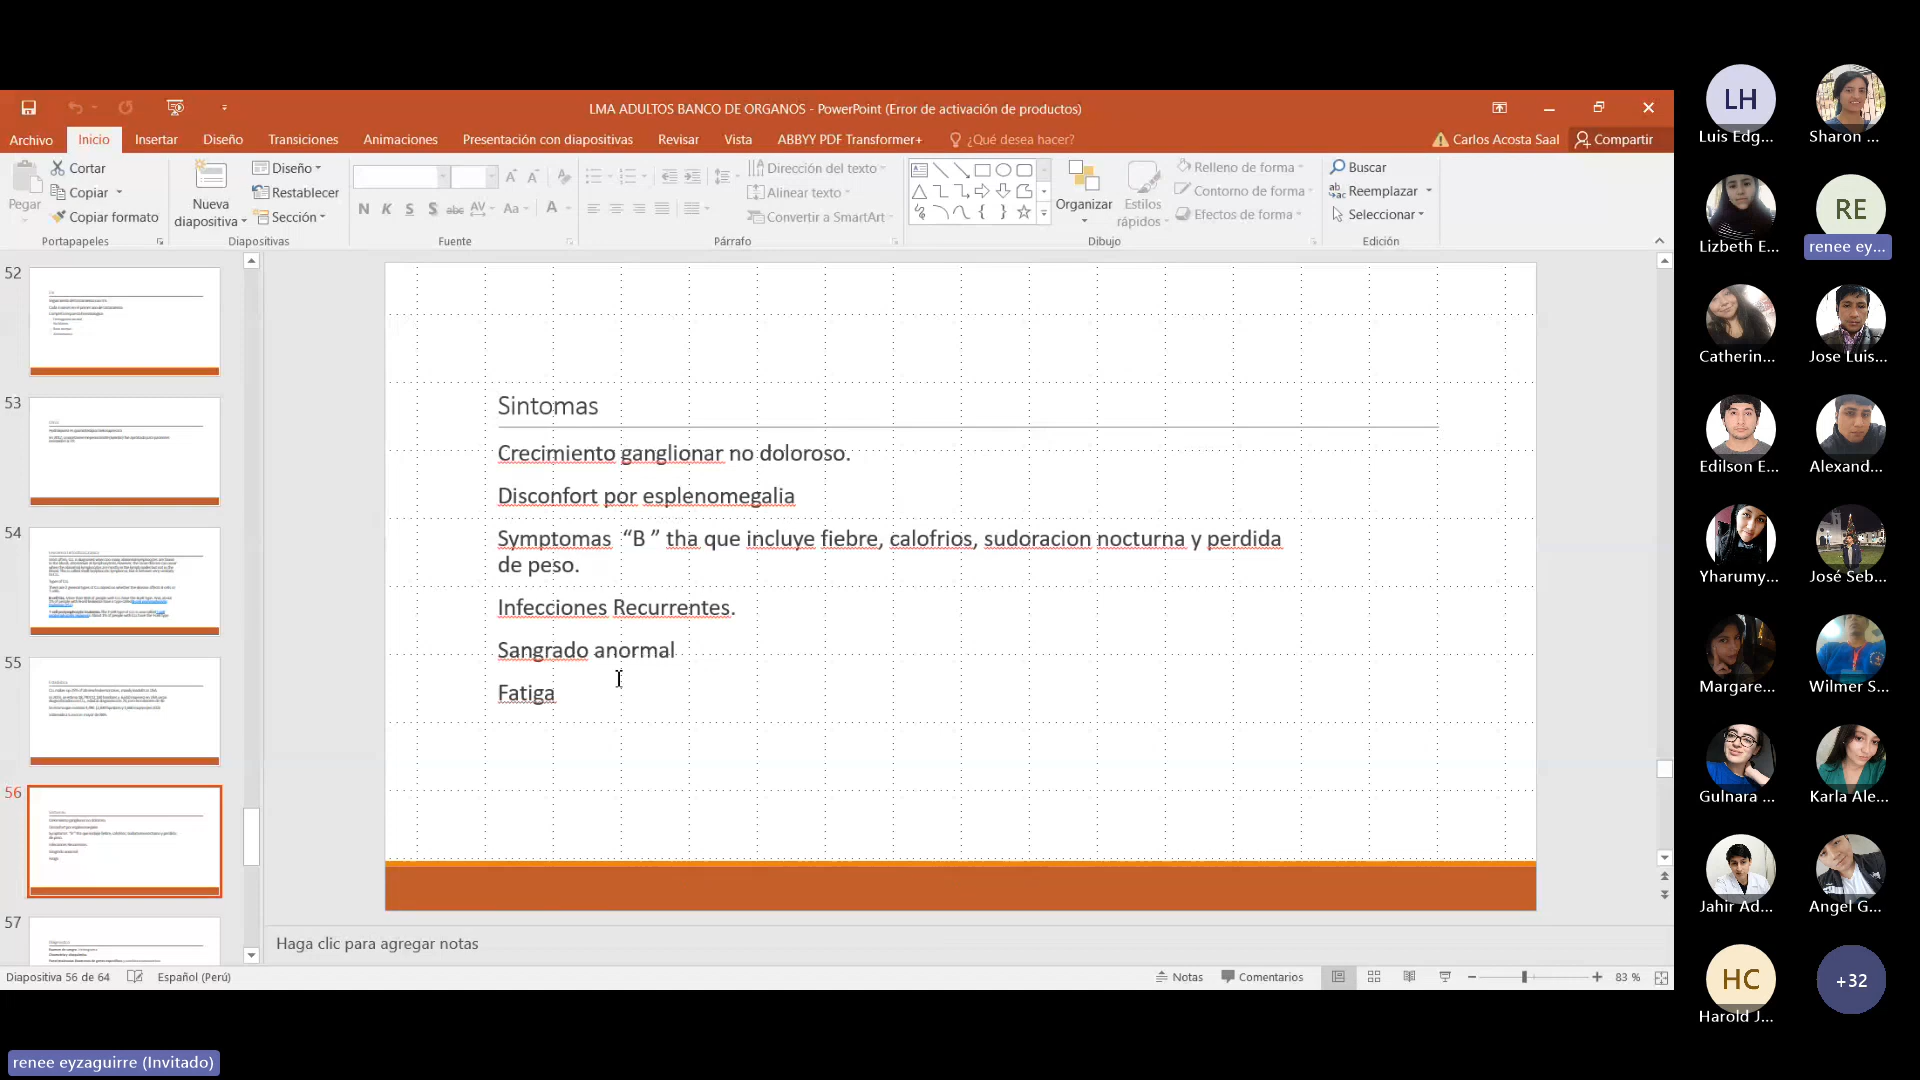 LMA ADULTOS BANCO DE ORGANOS - PowerPoint (Error de activación de productos)
Archivo Inicio Insertar Diseño Transiciones Animaciones Presentación con diapositivas Revisar Vista ABBYY PDF Transformer+ ¿Qué desea hacer? Carlos Acosta Saal Compartir
Pegar
Cortar
Copiar
Copiar formato
Portapapeles
Nueva diapositiva
Diseño
Restablecer
Sección
Diapositivas
N K S S abc AV Aa A
Fuente
Dirección del texto
Alinear texto
Convertir a SmartArt
Párrafo
Organizar
Estilos rápidos
Relleno de forma
Contorno de forma
Efectos de forma
Dibujo
Buscar
Reemplazar
Seleccionar
Edición
52
53
54
55
56
57
Sintomas
Crecimiento ganglionar no doloroso.
Disconfort por esplenomegalia
Symptomas “B ” tha que incluye fiebre, calofrios, sudoracion nocturna y perdida
de peso.
Infecciones Recurrentes.
Sangrado anormal
Fatiga
Haga clic para agregar notas
Diapositiva 56 de 64 Español (Perú) Notas Comentarios 83 %
LH
Luis Edg...
Sharon ...
Lizbeth E...
RE
renee ey...
Catherin...
Jose Luis...
Edilson E...
Alexand...
Yharumy...
José Seb...
Margare...
Wilmer S...
Gulnara ...
Karla Ale...
Jahir Ad...
Angel G...
HC
Harold J...
+32
renee eyzaguirre (Invitado)